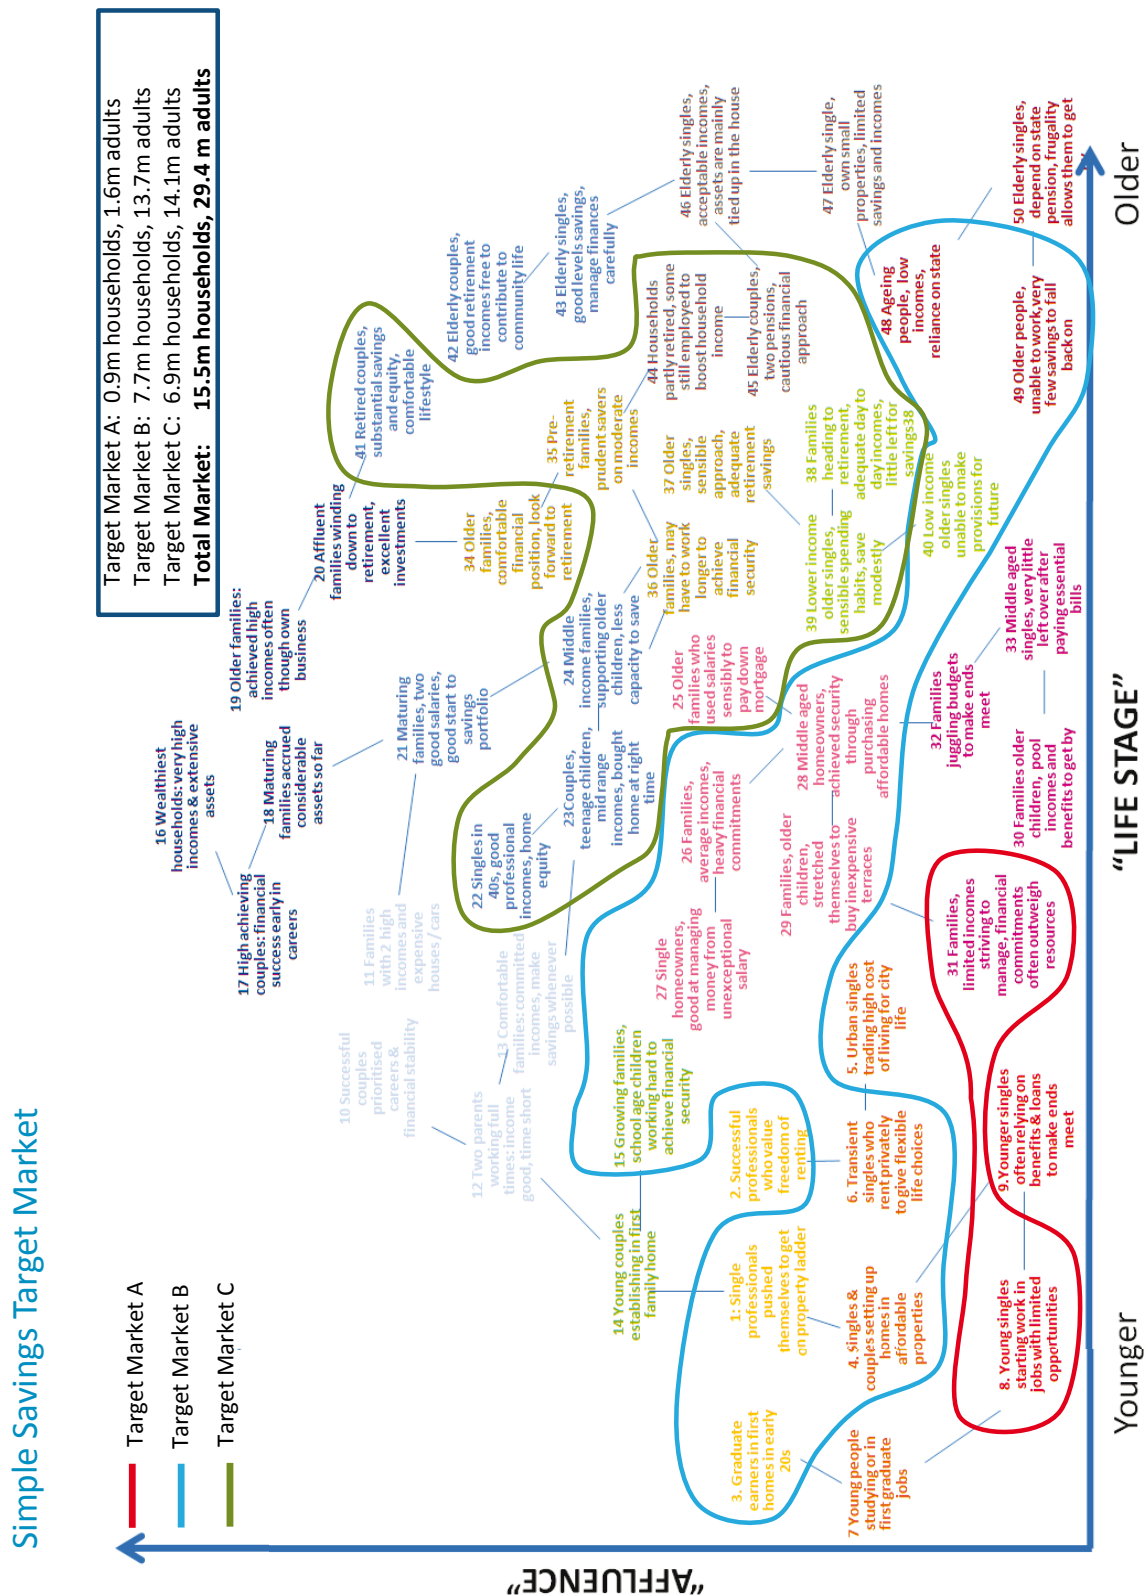 Simple Savings Target Market
Target Market A
Target Market B
Target Market C
Target Market A:  0.9m households, 1.6m adults
Target Market B:  7.7m households, 13.7m adults
Target Market C:  6.9m households, 14.1m adults
Total Market:    15.5m hruseholds, 29.4 m adults
"AFFLUENCE"
16 Wealthiest
households: very high
incomes & extensive
assets
17 High achieving
couples: financial
success early in
careers
18 Maturing
families accrued
considerable
assets so far
19 Older families:
achieved high
incomes often
though own
business
20 Affluent
families winding
down to
retirement,
excellent
investments
10 Successful
couples
prioritised
careers &
financial stability
11 Families
with 2 high
incomes and
expensive
houses / cars
21 Maturing
families, two
good salaries,
good start to
savings
portfolio
41 Retired couples,
substantial savings
and equity,
comfortable
lifestyle
12 Two parents
working full
times: income
good, time short
13 Comfortable
families: committed
incomes, make
savings whenever
possible
22 Singles in
40s, good
professional
incomes, home
equity
23Couples,
teenage children,
mid range
incomes, bought
home at right
time
24 Middle
income families,
supporting older
children, less
capacity to save
34 Older
families,
comfortable
financial
position, look
forward to
retirement
35 Pre-
retirement
families,
prudent savers
on moderate
incomes
42 Elderly couples,
good retirement
incomes free to
contribute to
community life
43 Elderly singles,
good levels savings,
manage finances
carefully
14 Young couples
establishing in first
family home
15 Growing families,
school age children
working hard to
achieve financial
security
27 Single
homeowners,
good at managing
money from
unexceptional
salary
26 Families,
average incomes,
heavy financial
commitments
25 Older
families who
used salaries
sensibly to
pay down
mortgage
36 Older
families, may
have to work
longer to
achieve
financial
security
37 Older
singles,
sensible
approach,
adequate
retirement
savings
44 Households
partly retired, some
still employed to
boost household
income
45 Elderly couples,
two pensions,
cautious financial
approach
46 Elderly singles,
acceptable incomes,
assets are mainly
tied up in the house
3. Graduate
earners in first
homes in early
20s
1: Single
professionals
pushed
themselves to get
on property ladder
2. Successful
professionals
who value
freedom of
renting
29 Families, older
children,
stretched
themselves to
buy inexpensive
terraces
28 Middle aged
homeowners,
achieved security
through
purchasing
affordable homes
39 Lower income
older singles,
sensible spending
habits, save
modestly
38 Families
heading to
retirement,
adequate day to
day incomes,
little left for
savings38
47 Elderly single,
own small
properties, limited
savings and incomes
7 Young people
studying or in
first graduate
jobs
4. Singles &
couples setting up
homes in
affordable
properties
6. Transient
singles who
rent privately
to give flexible
life choices
5. Urban singles
trading high cost
of living for city
life
32 Families
juggling budgets
to make ends
meet
40 Low income
older singles
unable to make
provisions for
future
48 Ageing
people, low
incomes,
reliance on state
8. Young singles
starting work in
jobs with limited
opportunities
9.Younger singles
often relying on
benefits & loans
to make ends
meet
31 Families,
limited incomes
striving to
manage, financial
commitments
often outweigh
resources
30 Families older
children, pool
incomes and
benefits to get by
33 Middle aged
singles, very little
left over after
paying essential
bills
49 Older people,
unable to work,very
few savings to fall
back on
50 Elderly singles,
depend on state
pension, frugality
allows them to get
Younger
"LIFE STAGE"
Older